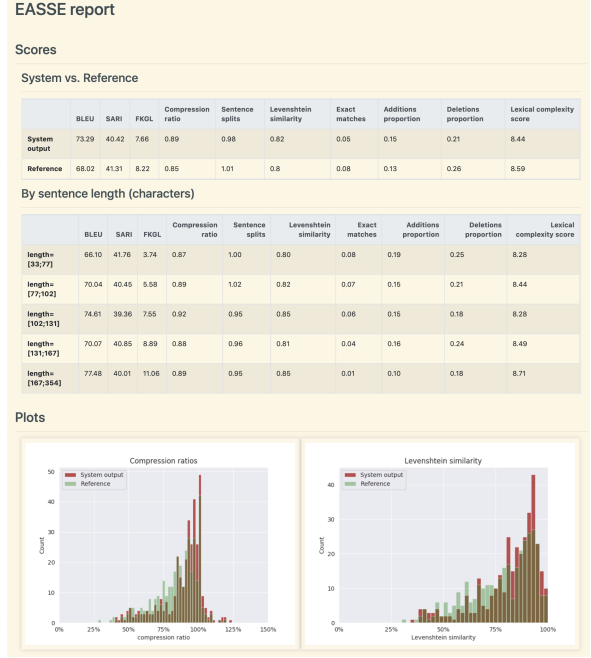 EASSE report
Scores
System vs. Reference
BLEU SARI FKGL Compression ratio Sentence splits Levenshtein similarity Exact matches Additions proportion Deletions proportion Lexical complexity score
System output 73.29 40.42 7.66 0.89 0.98 0.82 0.05 0.15 0.21 8.44
Reference 68.02 41.31 8.22 0.85 1.01 0.8 0.08 0.13 0.26 8.59
By sentence length (characters)
BLEU SARI FKGL Compression ratio Sentence splits Levenshtein similarity Exact matches Additions proportion Deletions proportion Lexical complexity score
length=[33;77] 66.10 41.76 3.74 0.87 1.00 0.80 0.08 0.19 0.25 8.28
length=[77;102] 70.04 40.45 5.58 0.89 1.02 0.82 0.07 0.15 0.21 8.44
length=[102;131] 74.61 39.36 7.55 0.92 0.95 0.85 0.06 0.15 0.18 8.28
length=[131;167] 70.07 40.85 8.89 0.88 0.96 0.81 0.04 0.16 0.24 8.49
length=[167;354] 77.48 40.01 11.06 0.89 0.95 0.85 0.01 0.10 0.18 8.71
Plots
Compression ratios
System output
Reference
Count
50
40
30
20
10
0
0% 25% 50% 75% 100% 125% 150%
compression ratio
Levenshtein similarity
System output
Reference
Count
40
30
20
10
0
0% 25% 50% 75% 100%
Levenshtein similarity